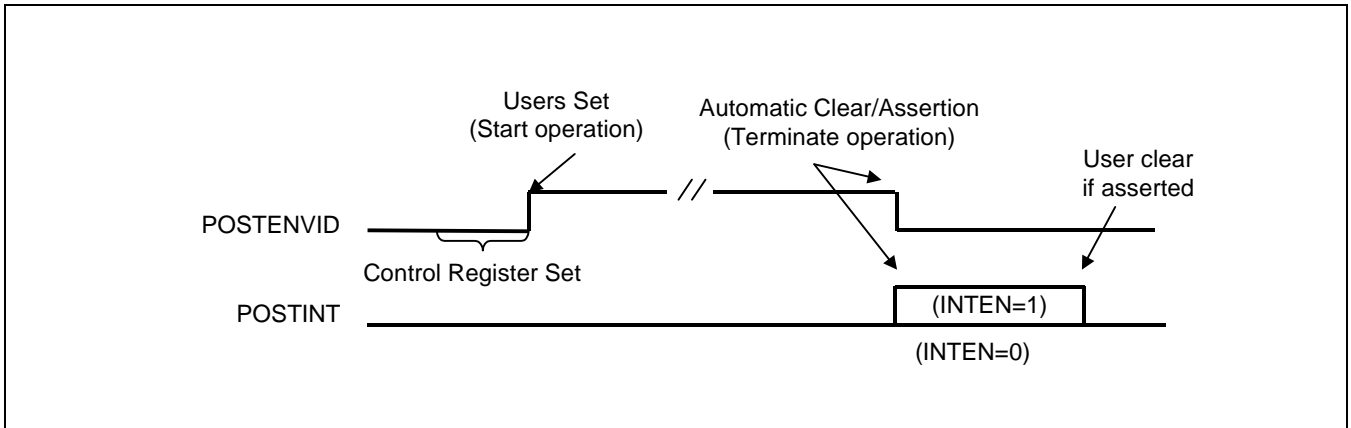 Users Set
(Start operation)
Automatic Clear/Assertion
(Terminate operation)
User clear
if asserted
//
POSTENVID
Control Register Set
POSTINT
(INTEN=1)
(INTEN=0)